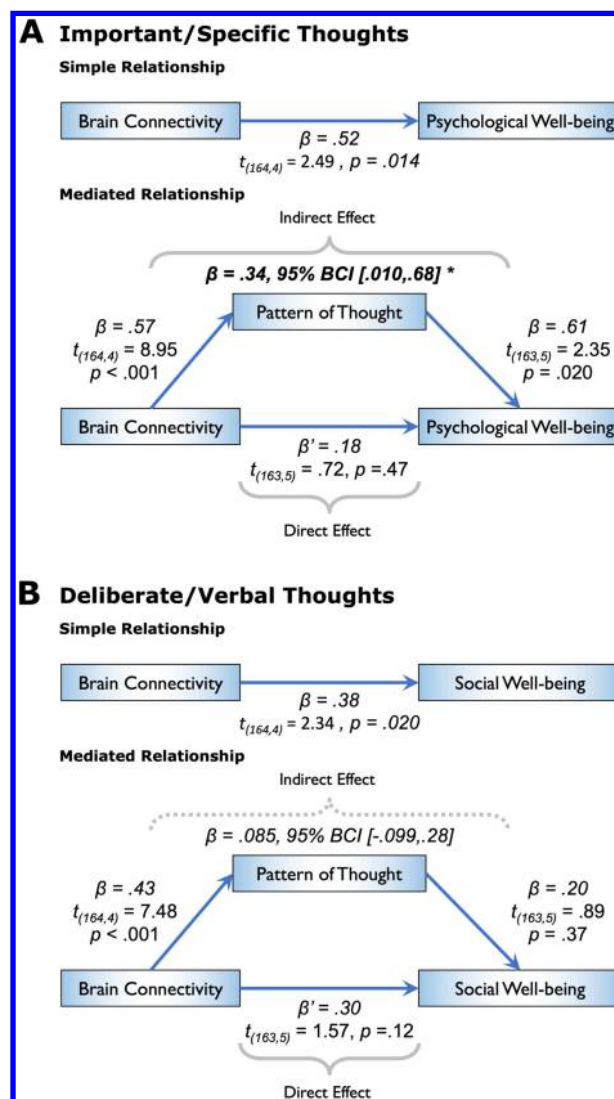 A Important/Specific Thoughts
Simple Relationship
Brain Connectivity
Psychological Well-being
β = .52
t(164,4) = 2.49 , p = .014
Mediated Relationship
Indirect Effect
β = .34, 95% BCI [.010,.68] *
Pattern of Thought
β = .57
t(164,4) = 8.95
p < .001
β = .61
t(163,5) = 2.35
p = .020
Brain Connectivity
Psychological Well-being
β' = .18
t(163,5) = .72, p =.47
Direct Effect
B Deliberate/Verbal Thoughts
Simple Relationship
Brain Connectivity
Social Well-being
β = .38
t(164,4) = 2.34 , p = .020
Mediated Relationship
Indirect Effect
β = .085, 95% BCI [-.099,.28]
Pattern of Thought
β = .43
t(164,4) = 7.48
p < .001
β = .20
t(163,5) = .89
p = .37
Brain Connectivity
Social Well-being
β' = .30
t(163,5) = 1.57, p =.12
Direct Effect